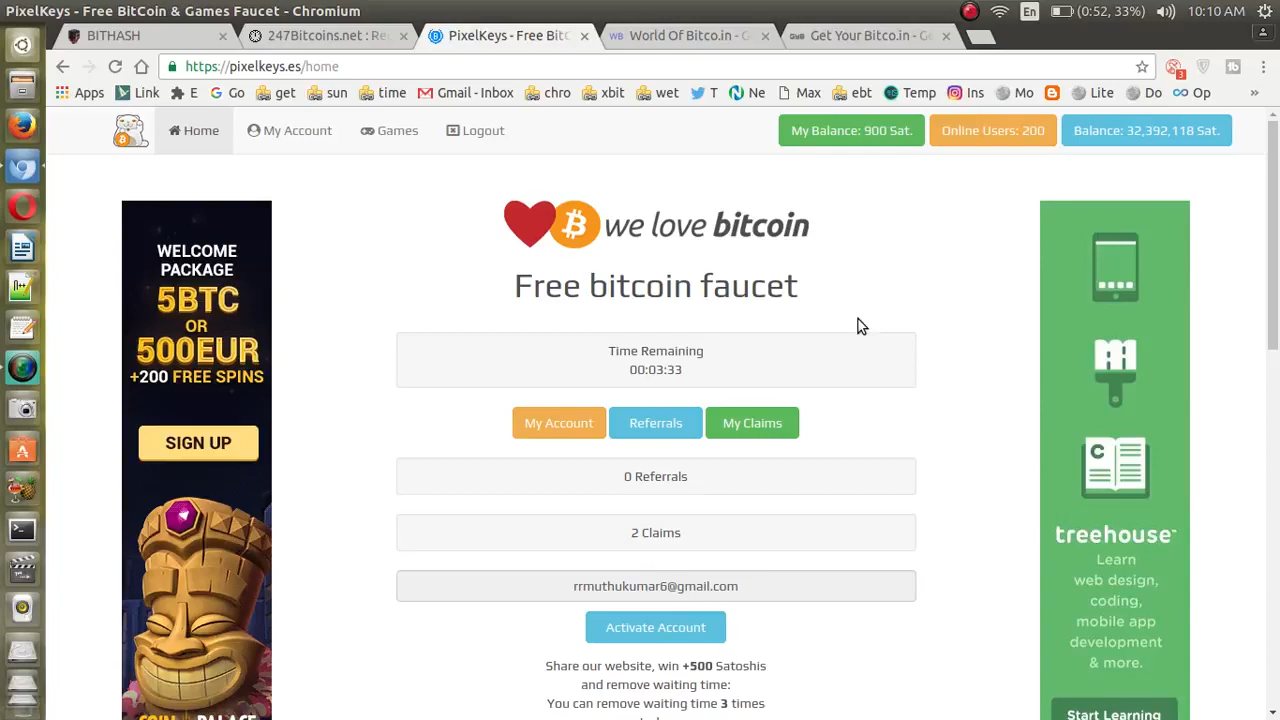 PixelKeys - Free BitCoin & Games Faucet - Chromium
En
(0:52, 33%)
10:10 AM
BITHASH
247Bitcoins.net : Re
PixelKeys - Free BitC
World Of Bitco.in - G
Get Your Bitco.in - Ge
https://pixelkeys.es/home
3
Apps
Link
E
Go
get
sun
time
Gmail - Inbox
chro
xbit
wet
T
Ne
Max
ebt
Temp
Ins
Mo
Lite
Do
Op
»
Home
My Account
Games
Logout
My Balance: 900 Sat.
Online Users: 200
Balance: 32,392,118 Sat.
WELCOME
PACKAGE
5BTC
OR
500EUR
+200 FREE SPINS
SIGN UP
we love bitcoin
Free bitcoin faucet
Time Remaining
00:03:33
My Account
Referrals
My Claims
0 Referrals
2 Claims
rrmuthukumar6@gmail.com
Activate Account
Share our website, win +500 Satoshis
and remove waiting time:
You can remove waiting time 3 times
C
treehouse™
Learn
web design,
coding,
mobile app
development
& more.
Start Learning